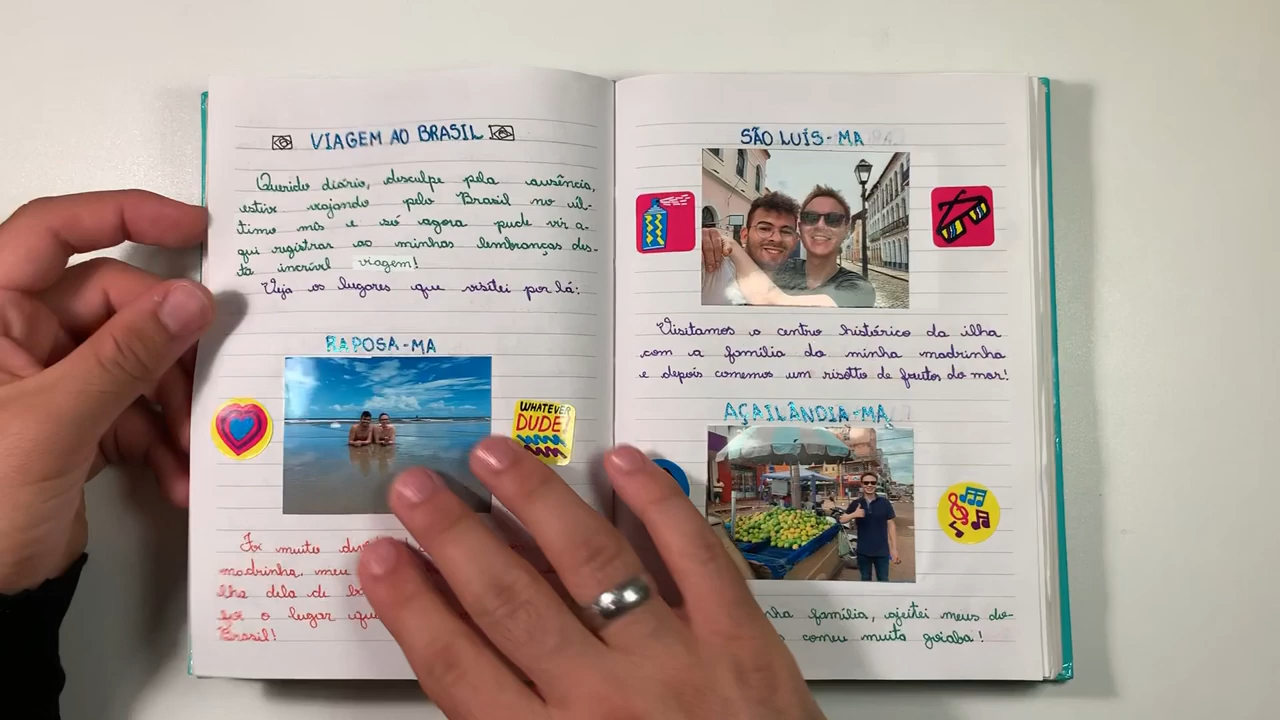 VIAGEM AO BRASIL
Querido diário, desculpe pela ausência,
estive viajando pelo Brasil no úl-
timo mês e só agora pude vir a-
qui registrar as minhas lembranças des-
ta incrível viagem!
Veja os lugares que visitei por lá:
RAPOSA-MA
WHATEVER
DUDE
Foi muito
madrinha, meu
ilha dela de
o lugar que
Brasil!
SÃO LUÍS-MA
Visitamos o centro histórico da ilha
com a família da minha madrinha
e depois comemos um risotto de frutos do mar!
AÇAILÂNDIA-MA
família, ajeitei meus do-
comeu muita goiaba!